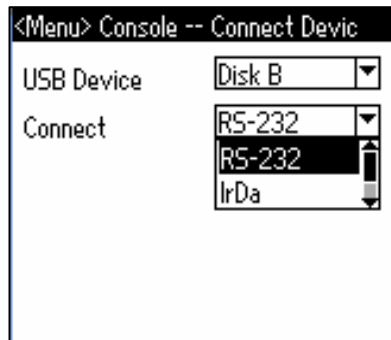 <Menu> Console -- Connect Devic
USB Device Disk B
Connect RS-232
RS-232
IrDa